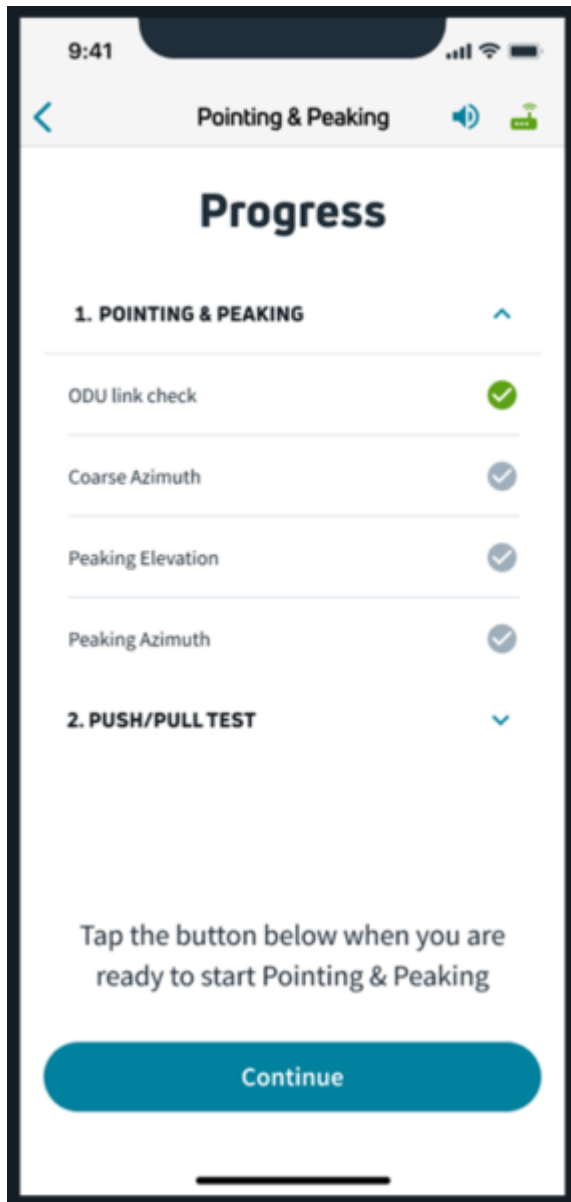 9:41
Pointing & Peaking
Progress
1. POINTING & PEAKING
ODU link check
Coarse Azimuth
Peaking Elevation
Peaking Azimuth
2. PUSH/PULL TEST
Tap the button below when you are
ready to start Pointing & Peaking
Continue